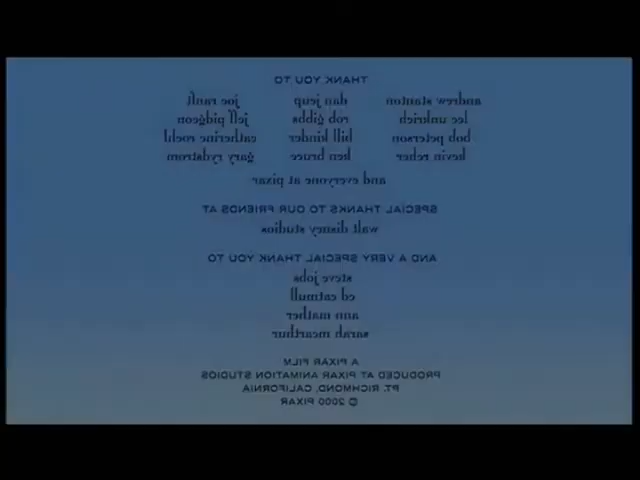 THANK YOU TO
andrew stanton dan jeup joe ranft
lee unkrich rob gibbs jeff pidgeon
bob peterson bill kinder catherine roehl
kevin reher ken bruce gary rydstrom
and everyone at pixar
SPECIAL THANKS TO OUR FRIENDS AT
walt disney studios
AND A VERY SPECIAL THANK YOU TO
steve jobs
ed catmull
ann mather
sarah mcarthur
A PIXAR FILM
PRODUCED AT PIXAR ANIMATION STUDIOS
PT. RICHMOND, CALIFORNIA
© 2000 PIXAR